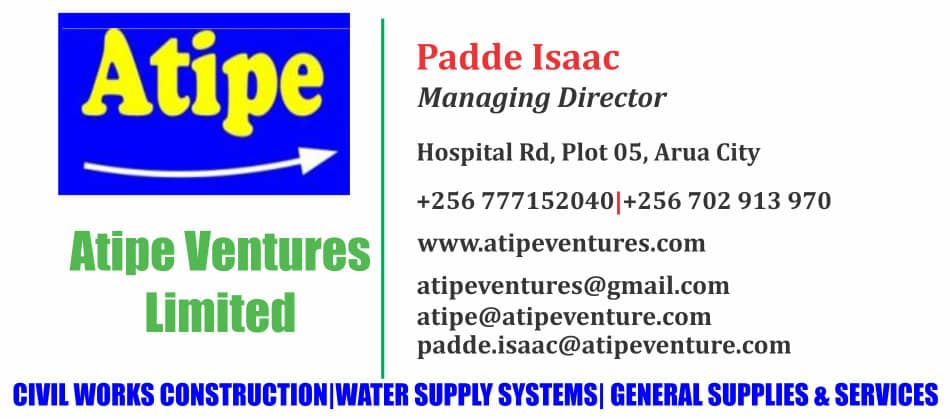 Atipe
Atipe Ventures
Limited
Padde Isaac
Managing Director
Hospital Rd, Plot 05, Arua City
+256 777152040|+256 702 913 970
www.atipeventures.com
atipeventures@gmail.com
atipe@atipeventure.com
padde.isaac@atipeventure.com
CIVIL WORKS CONSTRUCTION|WATER SUPPLY SYSTEMS| GENERAL SUPPLIES & SERVICES